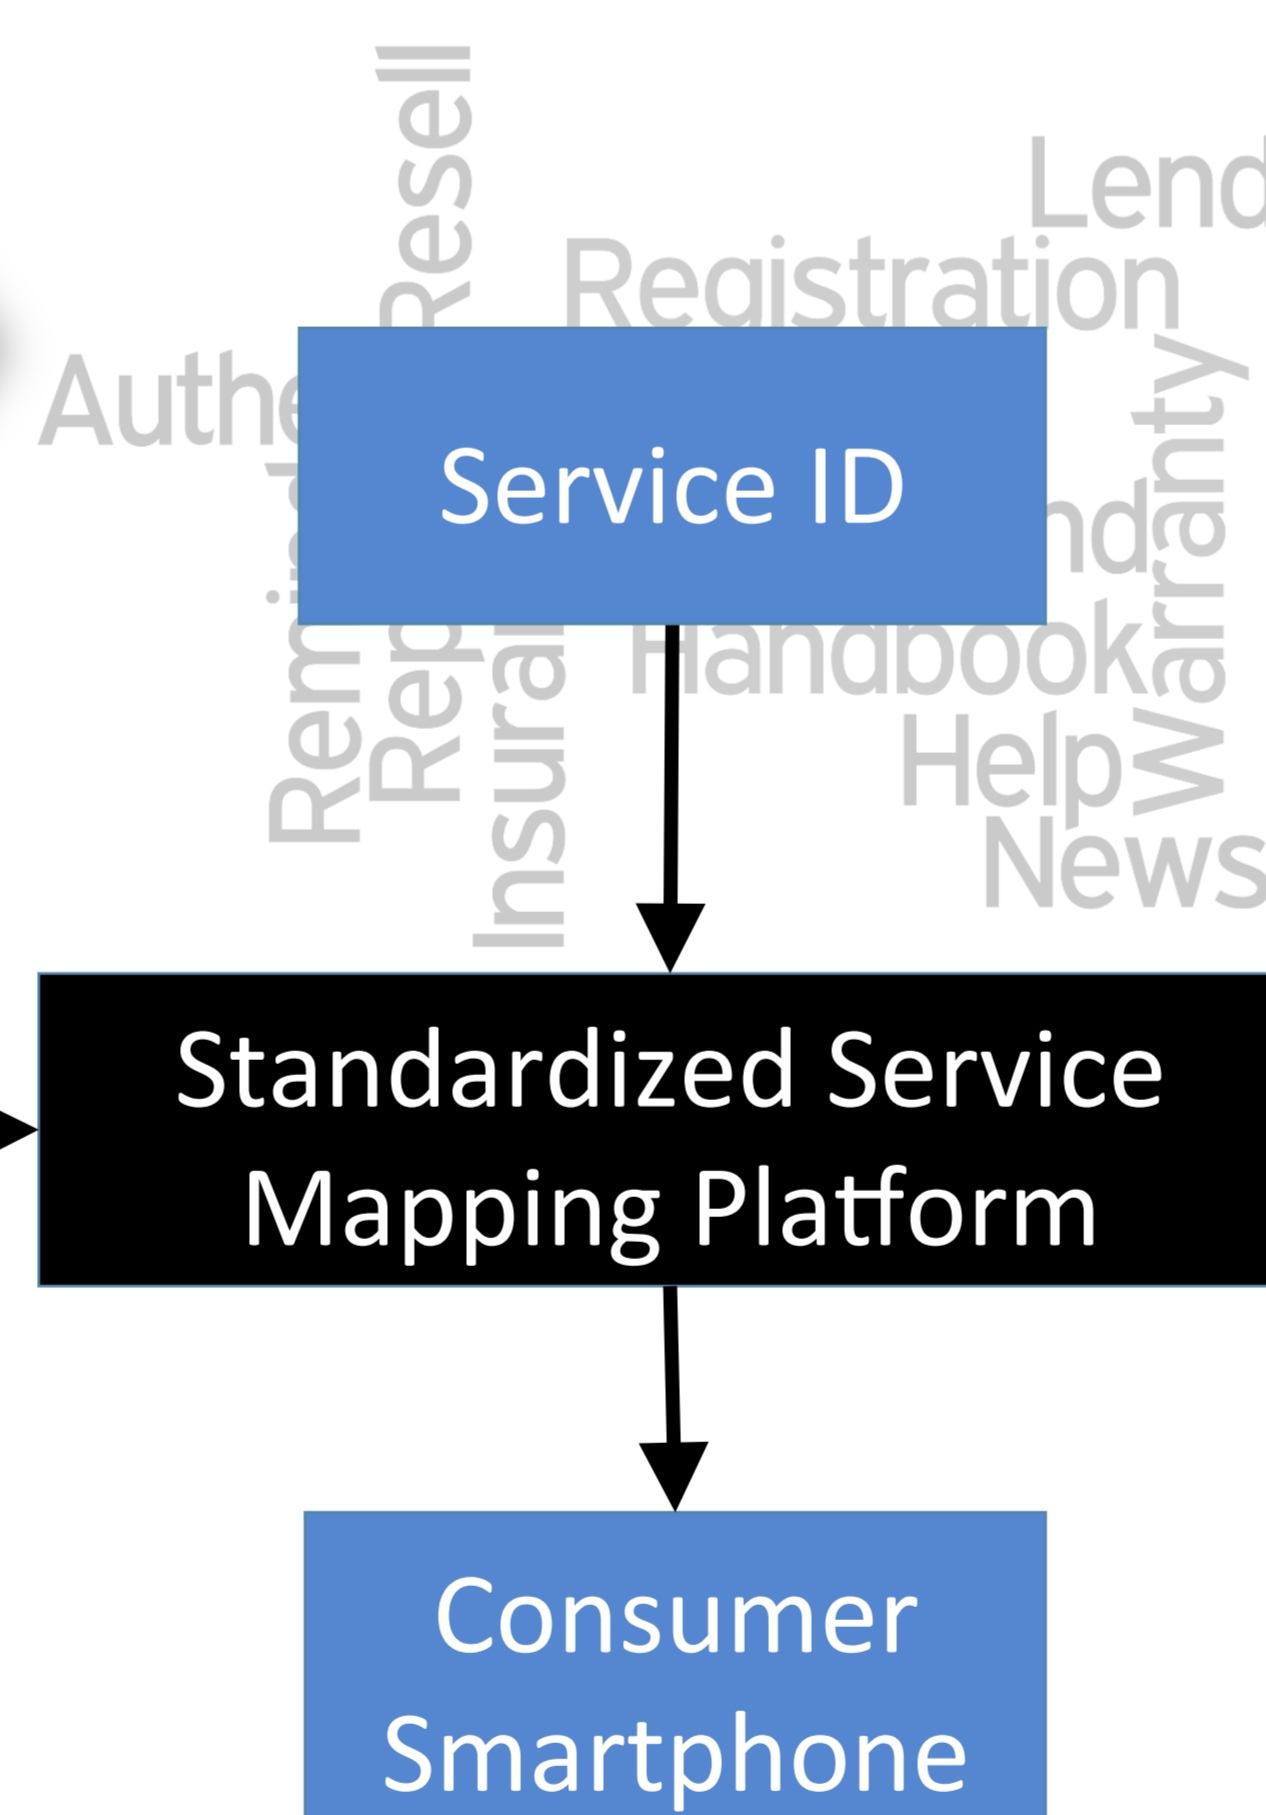 Resell
Lend
Registration
Service ID
Warranty
Handbook
Help
News
Standardized Service
Mapping Platform
Consumer
Smartphone